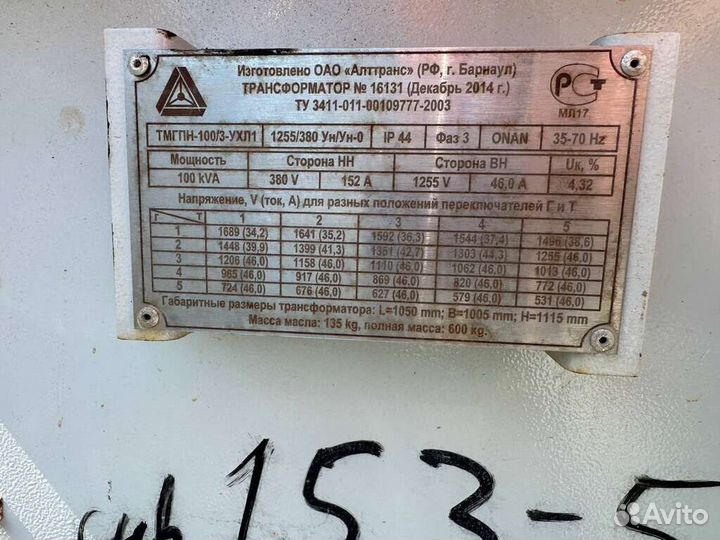 Изготовлено ОАО «Алттранс» (РФ, г. Барнаул)
ТРАНСФОРМАТОР № 16131 (Декабрь 2014 г.)
ТУ 3411-011-00109777-2003
РСТ
МЛ17
ТМГПН-100/3-УХЛ1 1255/380 Ун/Ун-0 IP 44 Фаз 3 ONAN 35-70 Hz
Мощность Сторона НН Сторона ВН Uк, %
100 kVA 380 V 152 A 1255 V 46,0 A 4,32
Напряжение, V (ток, А) для разных положений переключателей Г и Т
Г Т 1 2 3 4 5
1 1689 (34,2) 1641 (35,2) 1592 (36,3) 1544 (37,4) 1496 (38,6)
2 1448 (39,9) 1399 (41,3) 1351 (42,7) 1303 (44,3) 1255 (46,0)
3 1206 (46,0) 1158 (46,0) 1110 (46,0) 1062 (46,0) 1013 (46,0)
4 965 (46,0) 917 (46,0) 869 (46,0) 820 (46,0) 772 (46,0)
5 724 (46,0) 676 (46,0) 627 (46,0) 579 (46,0) 531 (46,0)
Габаритные размеры трансформатора: L=1050 mm; B=1005 mm; H=1115 mm
Масса масла: 135 kg, полная масса: 600 kg.
153-5
Avito